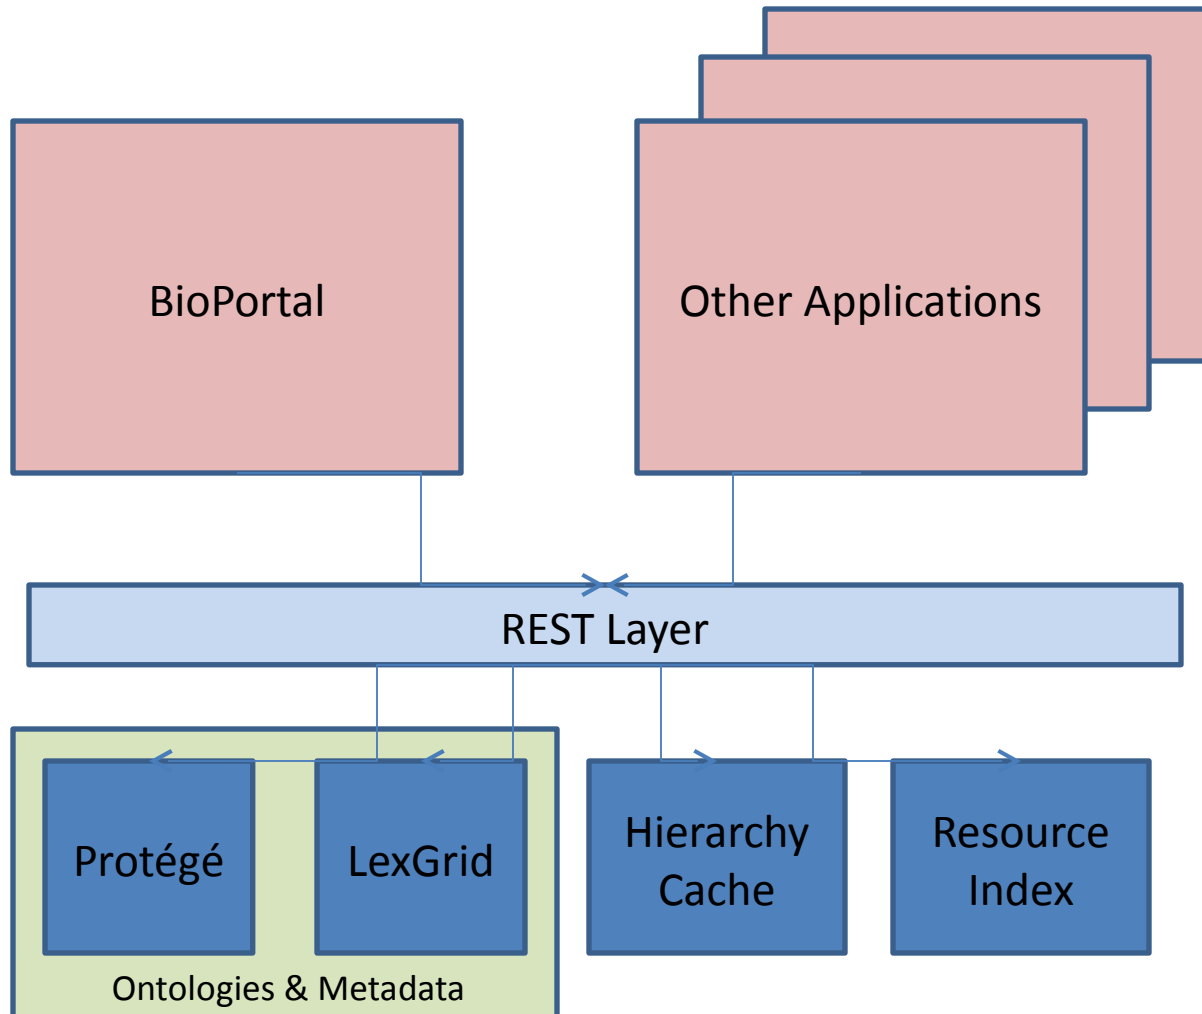 BioPortal
Other Applications
REST Layer
Protégé
LexGrid
Hierarchy
Cache
Resource
Index
Ontologies & Metadata